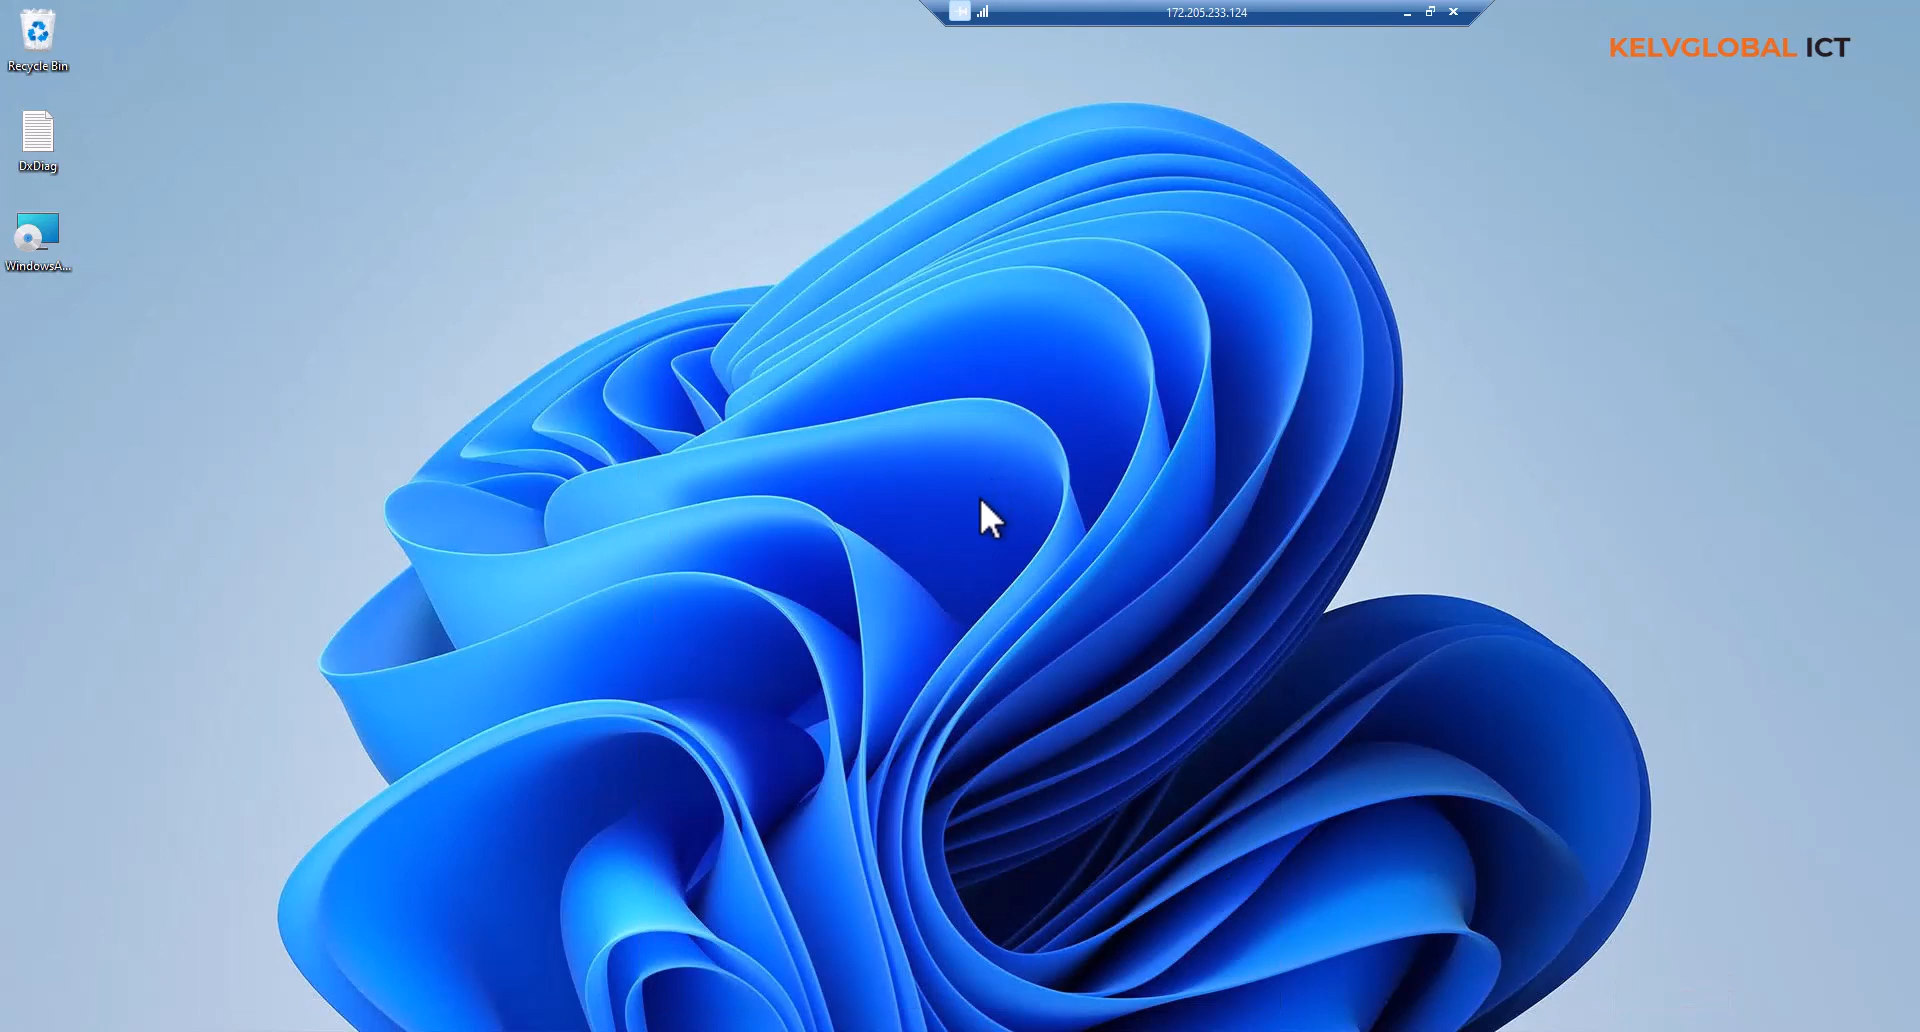 172.205.233.124
KELVGLOBAL ICT
Recycle Bin
DxDiag
WindowsA...